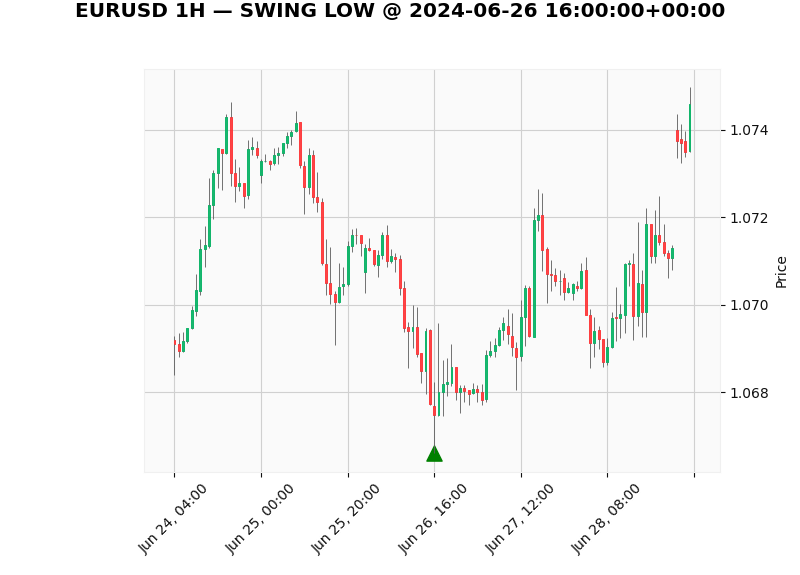 EURUSD 1H — SWING LOW @ 2024-06-26 16:00:00+00:00
1.074
1.072
1.070
1.068
Price
Jun 24, 04:00
Jun 25, 00:00
Jun 25, 20:00
Jun 26, 16:00
Jun 27, 12:00
Jun 28, 08:00